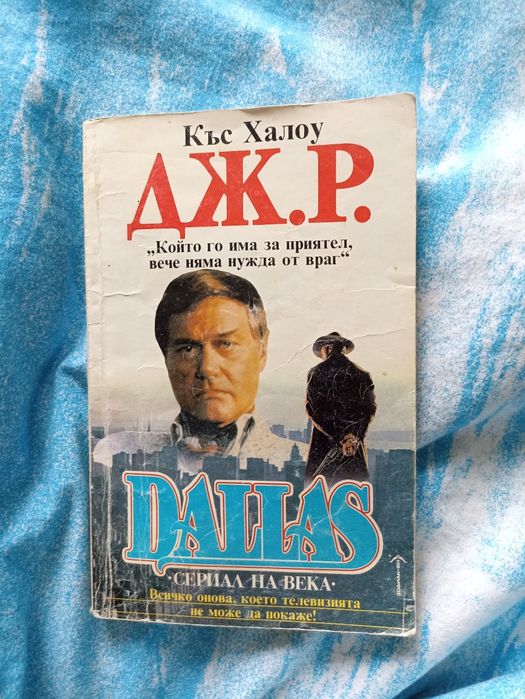 Къс Халоу
ДЖ.Р.
„Който го има за приятел,
вече няма нужда от враг“
DALLAS
·СЕРИАЛ НА ВЕКА·
Всичко онова, което телевизията
не може да покаже!